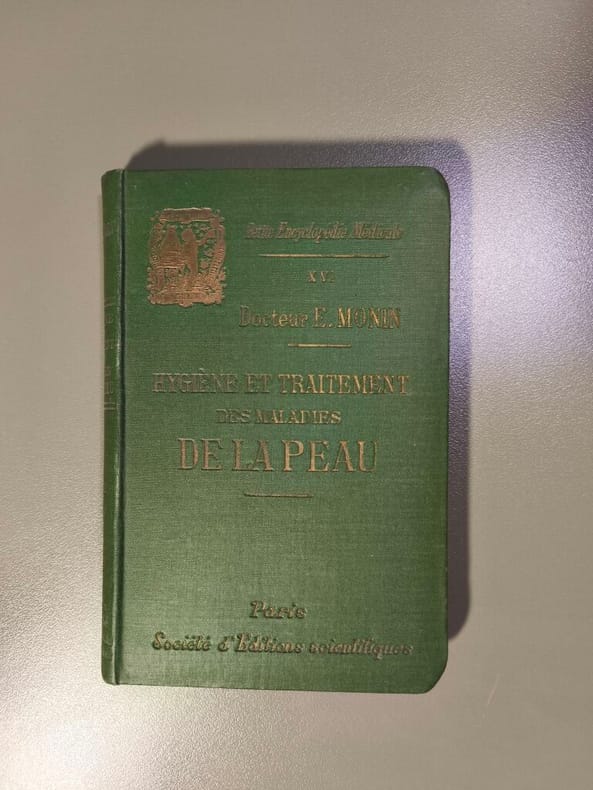 Petite Encyclopédie Médicale
XVI
Docteur E. MONIN
HYGIÈNE ET TRAITEMENT
DES MALADIES
DE LA PEAU
Paris
Société d'Éditions scientifiques